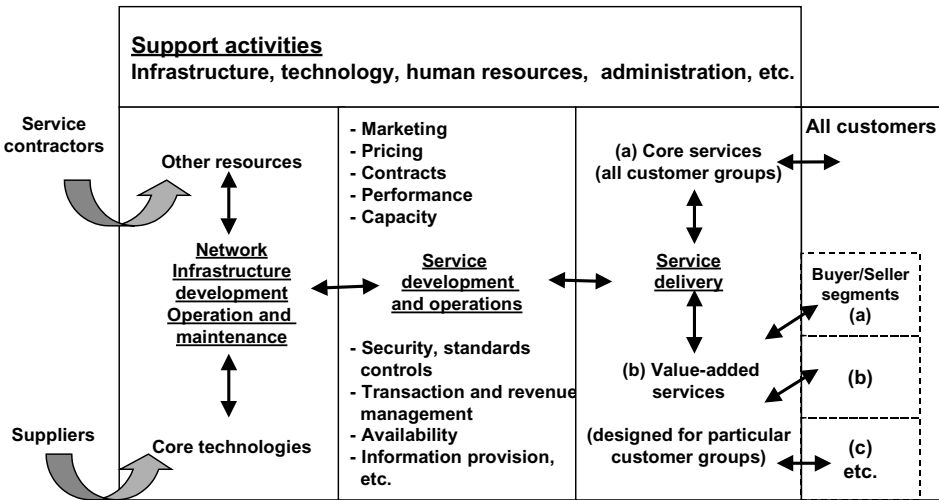 Support activities
Infrastructure, technology, human resources, administration, etc.
Service
contractors
Other resources
Network
Infrastructure
development
Operation and
maintenance
Suppliers
Core technologies
- Marketing
- Pricing
- Contracts
- Performance
- Capacity
Service
development
and operations
- Security, standards
controls
- Transaction and revenue
management
- Availability
- Information provision,
etc.
(a) Core services
(all customer groups)
Service
delivery
(b) Value-added
services
(designed for particular
customer groups)
All customers
Buyer/Seller
segments
(a)
(b)
(c)
etc.